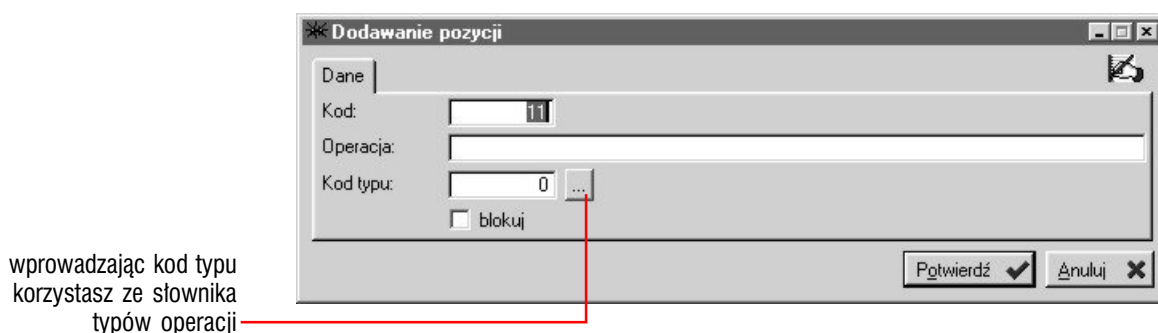 Dodawanie pozycji
Dane
Kod: 11
Operacja:
Kod typu: 0 ...
blokuj
Potwierdź Anuluj
wprowadzając kod typu
korzystasz ze słownika
typów operacji